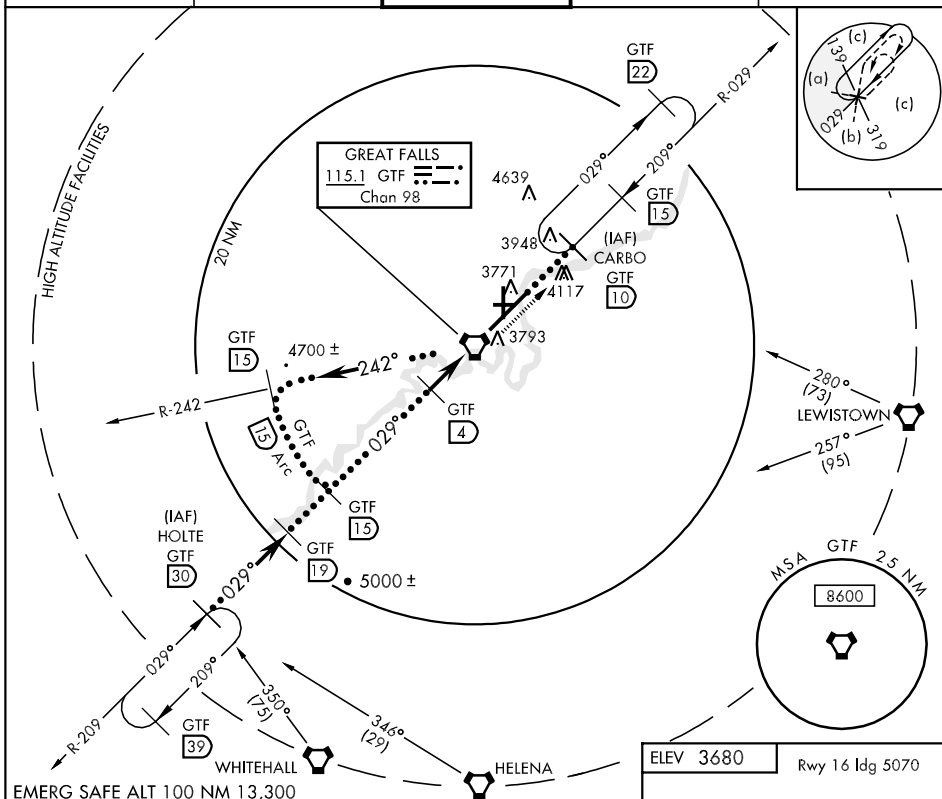 HIGH ALTITUDE FACILITIES
20 NM
GREAT FALLS
115.1 GTF
Chan 98
GTF
22
R-029
029°
209°
GTF
15
4639
3948
(IAF)
CARBO
GTF
10
3771
4117
3793
139
(c)
(a)
(c)
029
(b)
319
GTF
15
4700 ±
242°
R-242
15
GTF
Arc
029°
GTF
4
280°
(73)
LEWISTOWN
257°
(95)
GTF
15
(IAF)
HOLTE
GTF
30
029°
GTF
19
5000 ±
MSA GTF 25 NM
8600
029°
209°
R-209
GTF
39
350°
(75)
346°
(29)
WHITEHALL
HELENA
ELEV 3680
Rwy 16 ldg 5070
EMERG SAFE ALT 100 NM 13,300